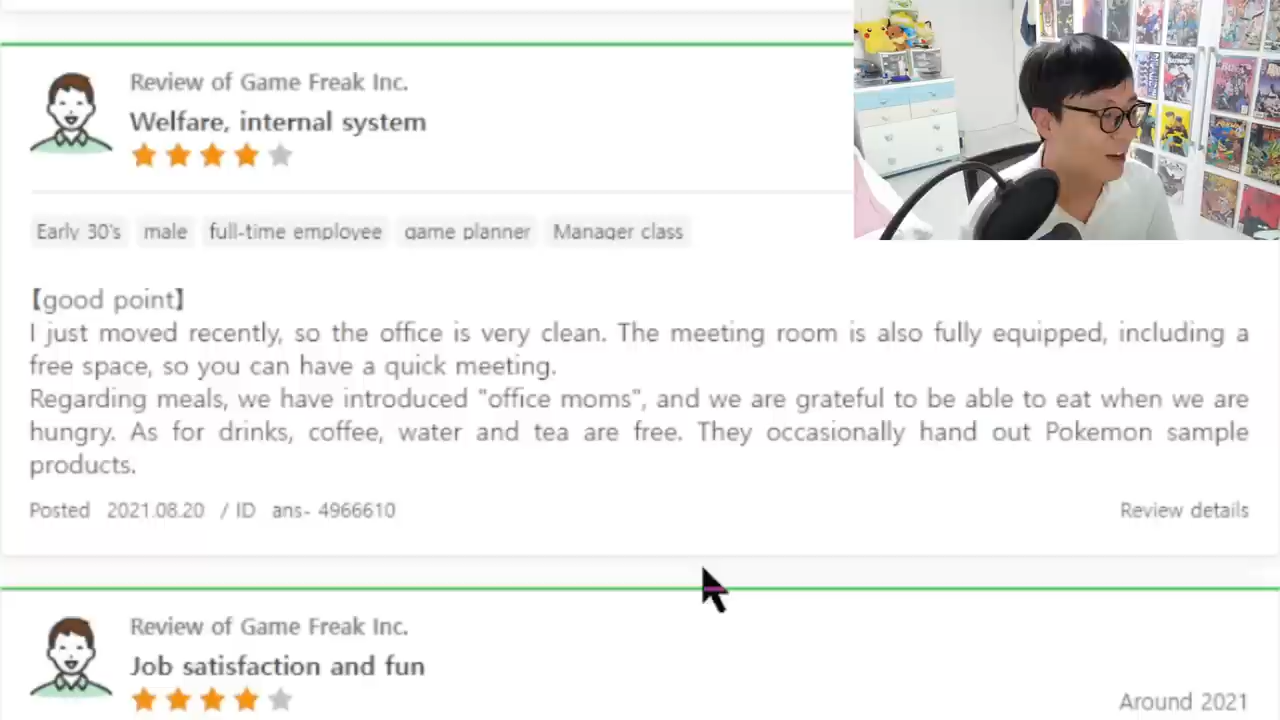 Review of Game Freak Inc.
Welfare, internal system
Early 30's male full-time employee game planner Manager class
【good point】
I just moved recently, so the office is very clean. The meeting room is also fully equipped, including a
free space, so you can have a quick meeting.
Regarding meals, we have introduced "office moms", and we are grateful to be able to eat when we are
hungry. As for drinks, coffee, water and tea are free. They occasionally hand out Pokemon sample
products.
Posted 2021.08.20 / ID ans- 4966610 Review details
Review of Game Freak Inc.
Job satisfaction and fun
Around 2021